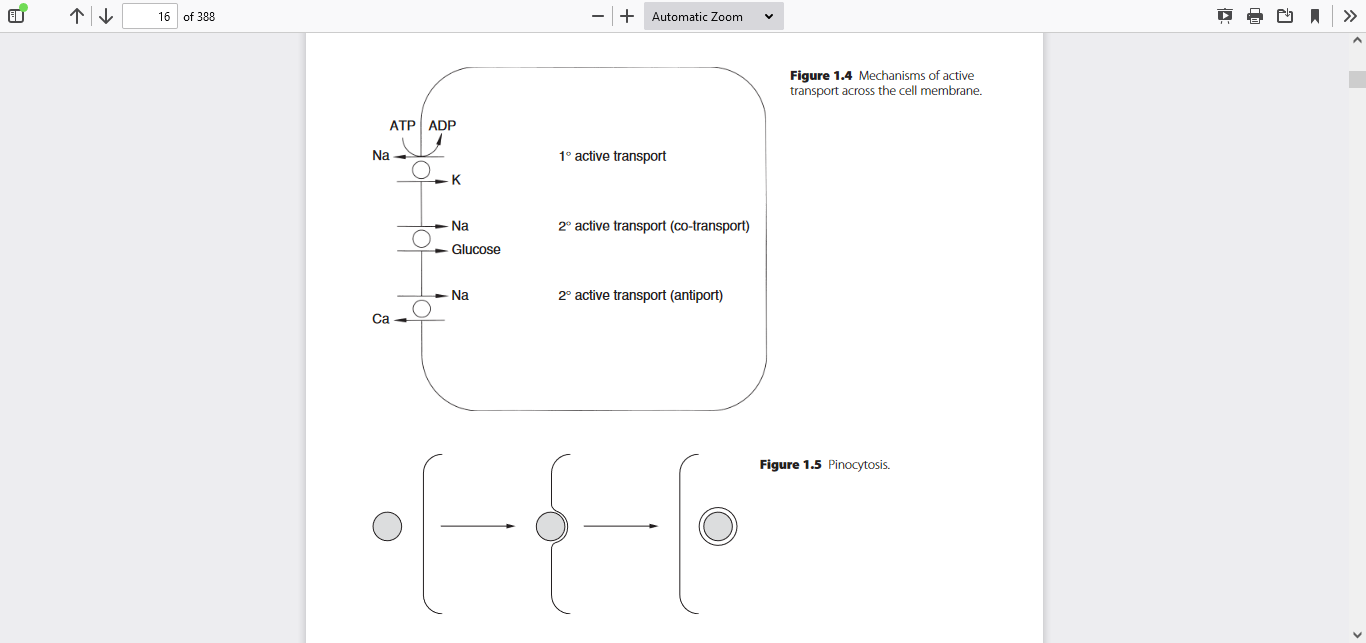 16 of 388
Automatic Zoom
Figure 1.4 Mechanisms of active
transport across the cell membrane.
ATP ADP
Na
1° active transport
K
Na
2° active transport (co-transport)
Glucose
Na
2° active transport (antiport)
Ca
Figure 1.5 Pinocytosis.